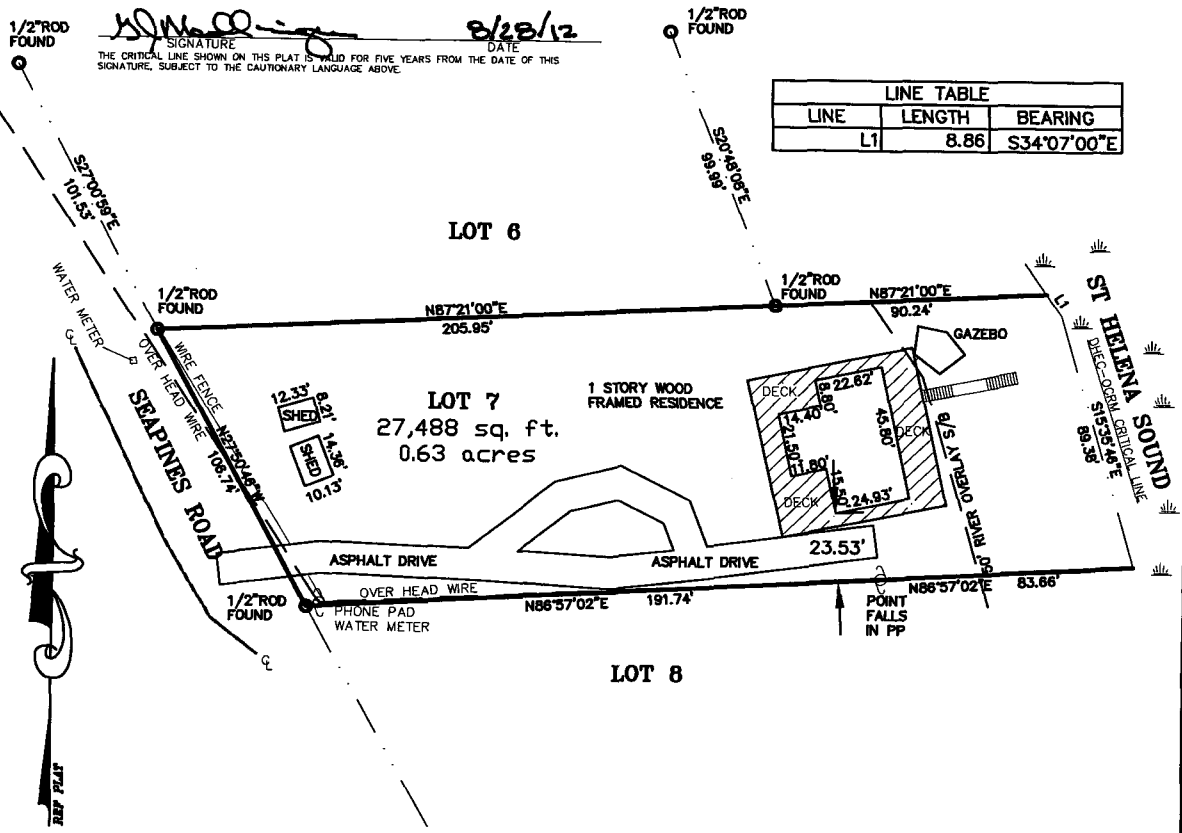 1/2"ROD
FOUND
8/28/12
SIGNATURE
DATE
THE CRITICAL LINE SHOWN ON THS PLAT IS VALID FOR FIVE YEARS FROM THE DATE OF THIS
SIGNATURE, SUBJECT TO THE CAUTIONARY LANGUAGE ABOVE.
1/2"ROD
FOUND
LINE TABLE
LINE LENGTH BEARING
L1 8.86 S34°07'00"E
S27°00'59"E
101.53'
S20°48'08"E
99.99'
LOT 6
WATER METER
1/2"ROD
FOUND
N87°21'00"E
205.95'
1/2"ROD
FOUND
N87°21'00"E
90.24'
L1
ST HELENA SOUND
DHEC-OCRM CRITICAL LINE
S15°35'46"E
89.38'
GAZEBO
℄
OVER HEAD WIRE
WIRE FENCE
N27°50'46"W
106.74'
SEAPINES ROAD
12.33'
8.21'
SHED
14.36'
SHED
10.13'
LOT 7
27,488 sq. ft.
0.63 acres
1 STORY WOOD
FRAMED RESIDENCE
DECK
8.80'
22.62'
14.40'
21.50'
45.80'
DECK
11.80'
15.50'
24.93'
DECK
50' RIVER OVERLAY S/B
ASPHALT DRIVE
ASPHALT DRIVE
23.53'
1/2"ROD
FOUND
OVER HEAD WIRE
PHONE PAD
WATER METER
N86°57'02"E
191.74'
POINT
FALLS
IN PP
N86°57'02"E
83.66'
℄
LOT 8
REF PLAT